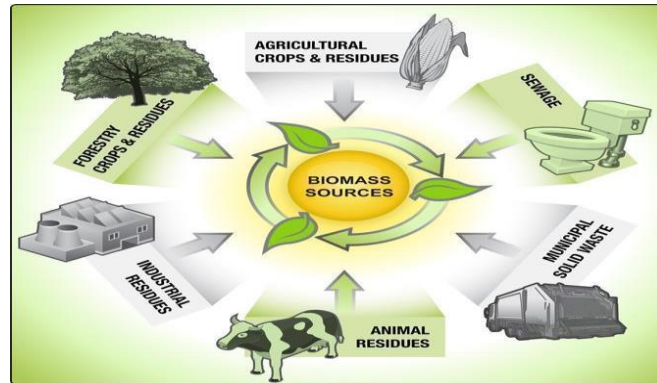 AGRICULTURAL
CROPS & RESIDUES
SEWAGE
MUNICIPAL
SOLID WASTE
ANIMAL
RESIDUES
INDUSTRIAL
RESIDUES
FORESTRY
CROPS & RESIDUES
BIOMASS
SOURCES